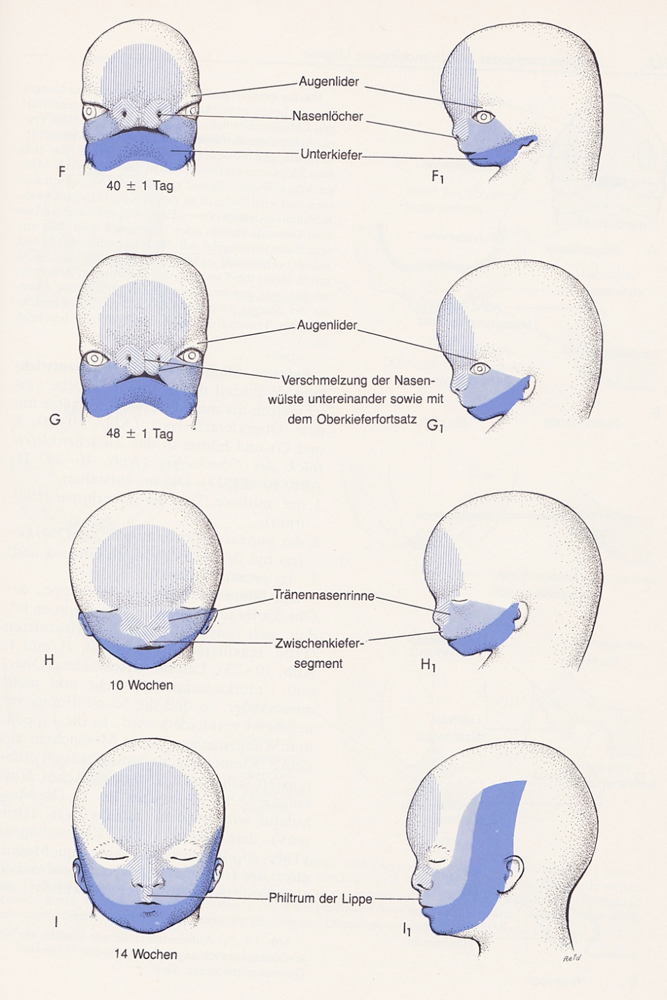 Augenlider
Nasenlöcher
Unterkiefer
F
F1
40 ± 1 Tag
Augenlider
Verschmelzung der Nasen-
wülste untereinander sowie mit
dem Oberkieferfortsatz
G
G1
48 ± 1 Tag
Tränennasenrinne
Zwischenkiefer-
segment
H
H1
10 Wochen
Philtrum der Lippe
I
I1
14 Wochen
Reid